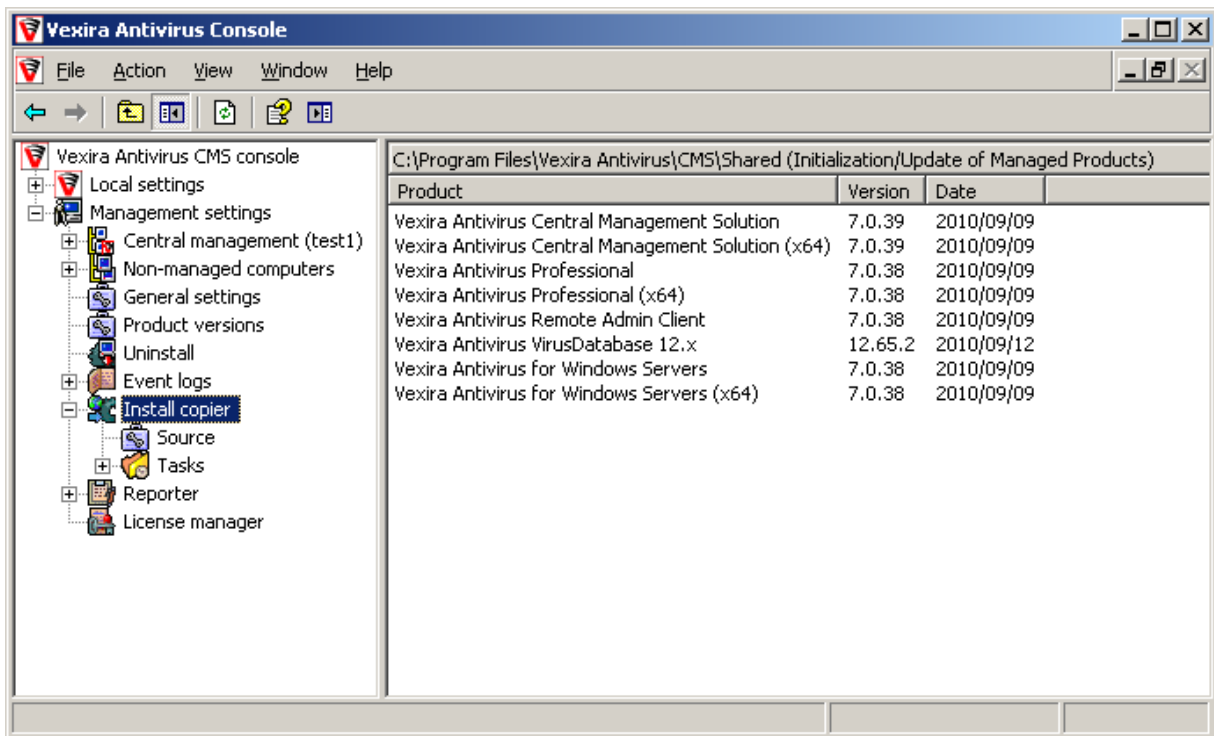 Vexira Antivirus Console
File Action View Window Help
Vexira Antivirus CMS console
Local settings
Management settings
Central management (test1)
Non-managed computers
General settings
Product versions
Uninstall
Event logs
Install copier
Source
Tasks
Reporter
License manager
C:\Program Files\Vexira Antivirus\CMS\Shared (Initialization/Update of Managed Products)
Product Version Date
Vexira Antivirus Central Management Solution 7.0.39 2010/09/09
Vexira Antivirus Central Management Solution (x64) 7.0.39 2010/09/09
Vexira Antivirus Professional 7.0.38 2010/09/09
Vexira Antivirus Professional (x64) 7.0.38 2010/09/09
Vexira Antivirus Remote Admin Client 7.0.38 2010/09/09
Vexira Antivirus VirusDatabase 12.x 12.65.2 2010/09/12
Vexira Antivirus for Windows Servers 7.0.38 2010/09/09
Vexira Antivirus for Windows Servers (x64) 7.0.38 2010/09/09